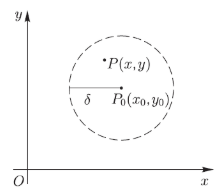 y
P(x, y)
δ
P₀(x₀, y₀)
O
x